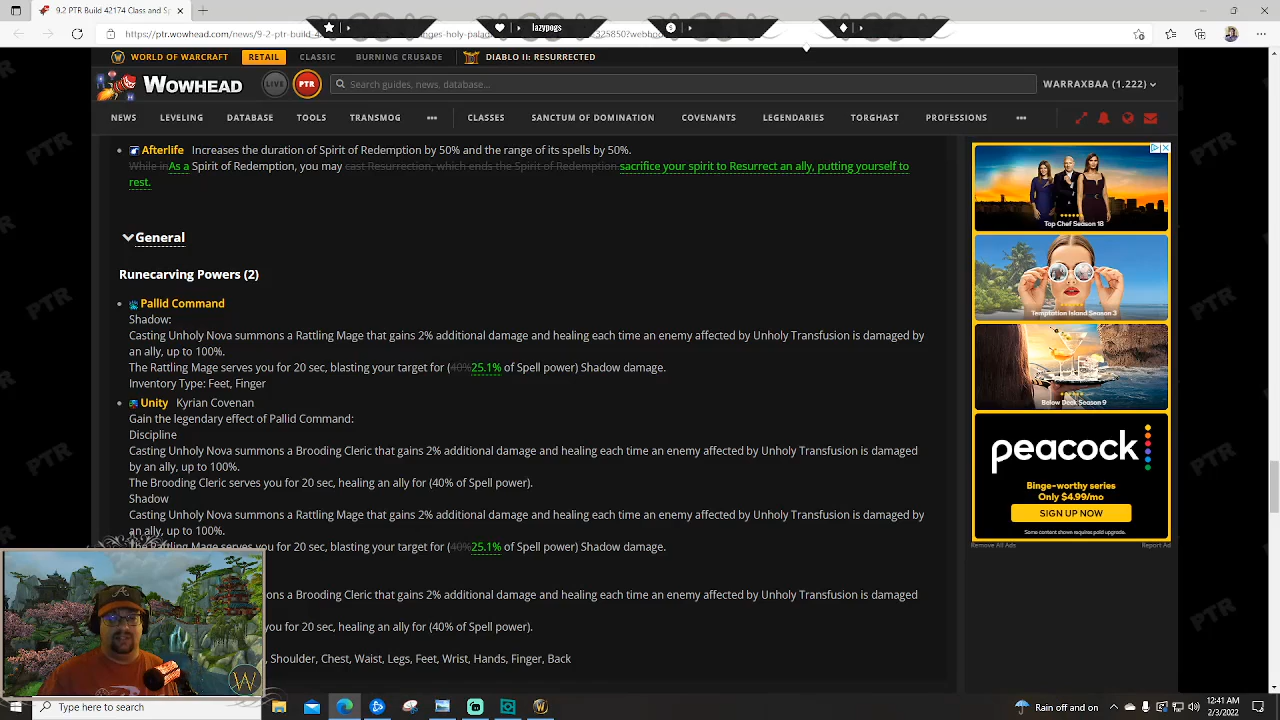 9.2 PTR Build 42174 Class and Sp
https://www.wowhead.com/news/9-2-ptr-build-4
lazypogs
WORLD OF WARCRAFT RETAIL CLASSIC BURNING CRUSADE DIABLO II: RESURRECTED
WOWHEAD LIVE PTR Search guides, news, database... WARRAXBAA (1.222)
NEWS LEVELING DATABASE TOOLS TRANSMOG ••• CLASSES SANCTUM OF DOMINATION COVENANTS LEGENDARIES TORGHAST PROFESSIONS •••
• Afterlife Increases the duration of Spirit of Redemption by 50% and the range of its spells by 50%.
While in As a Spirit of Redemption, you may cast Resurrection, which ends the Spirit of Redemption sacrifice your spirit to Resurrect an ally, putting yourself to
rest.
General
Runecarving Powers (2)
• Pallid Command
Shadow:
Casting Unholy Nova summons a Rattling Mage that gains 2% additional damage and healing each time an enemy affected by Unholy Transfusion is damaged by
an ally, up to 100%.
The Rattling Mage serves you for 20 sec, blasting your target for (40%25.1% of Spell power) Shadow damage.
Inventory Type: Feet, Finger
• Unity Kyrian Covenan
Gain the legendary effect of Pallid Command:
Discipline
Casting Unholy Nova summons a Brooding Cleric that gains 2% additional damage and healing each time an enemy affected by Unholy Transfusion is damaged
by an ally, up to 100%.
The Brooding Cleric serves you for 20 sec, healing an ally for (40% of Spell power).
Shadow
Casting Unholy Nova summons a Rattling Mage that gains 2% additional damage and healing each time an enemy affected by Unholy Transfusion is damaged by
an ally, up to 100%.
Rattling Mage serves you for 20 sec, blasting your target for (40%25.1% of Spell power) Shadow damage.
ons a Brooding Cleric that gains 2% additional damage and healing each time an enemy affected by Unholy Transfusion is damaged
you for 20 sec, healing an ally for (40% of Spell power).
, Shoulder, Chest, Waist, Legs, Feet, Wrist, Hands, Finger, Back
Top Chef Season 18
Temptation Island Season 3
Below Deck Season 9
peacock
Binge-worthy series
Only $4.99/mo
SIGN UP NOW
Some content shown requires paid upgrade.
Remove All Ads Report Ad
PTR
W
Type here to search
Rain off and on
12:41 AM
2/3/2022